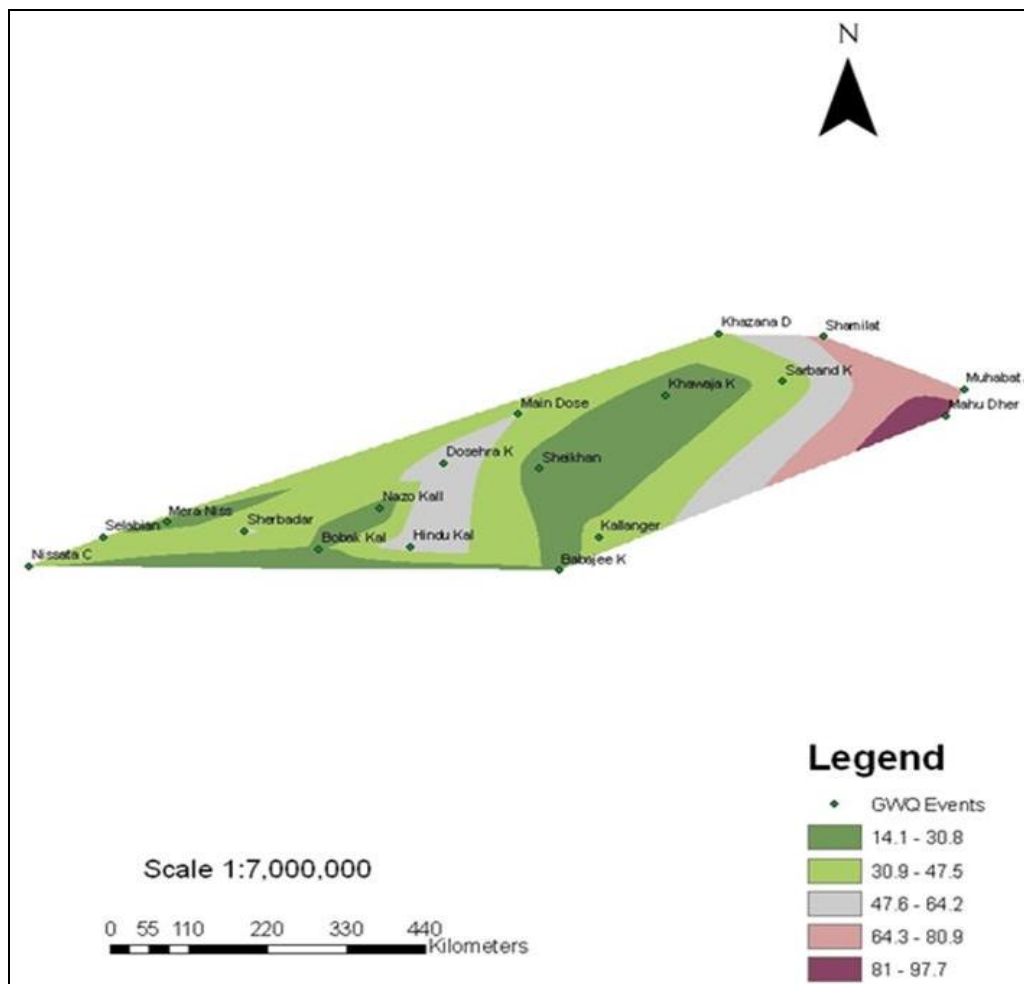 N
Khazana D
Shamilat
Sarband K
Muhabat
Khawaja K
Mahu Dher
Main Dose
Dosehra K
Sheikhan
Nazo Kall
Mera Niss
Sherbadar
Selabian
Kallanger
Bobak Kal
Hindu Kal
Nissata C
Babajee K
Legend
GWQ Events
14.1 - 30.8
30.9 - 47.5
47.6 - 64.2
64.3 - 80.9
81 - 97.7
Scale 1:7,000,000
0 55 110 220 330 440
Kilometers